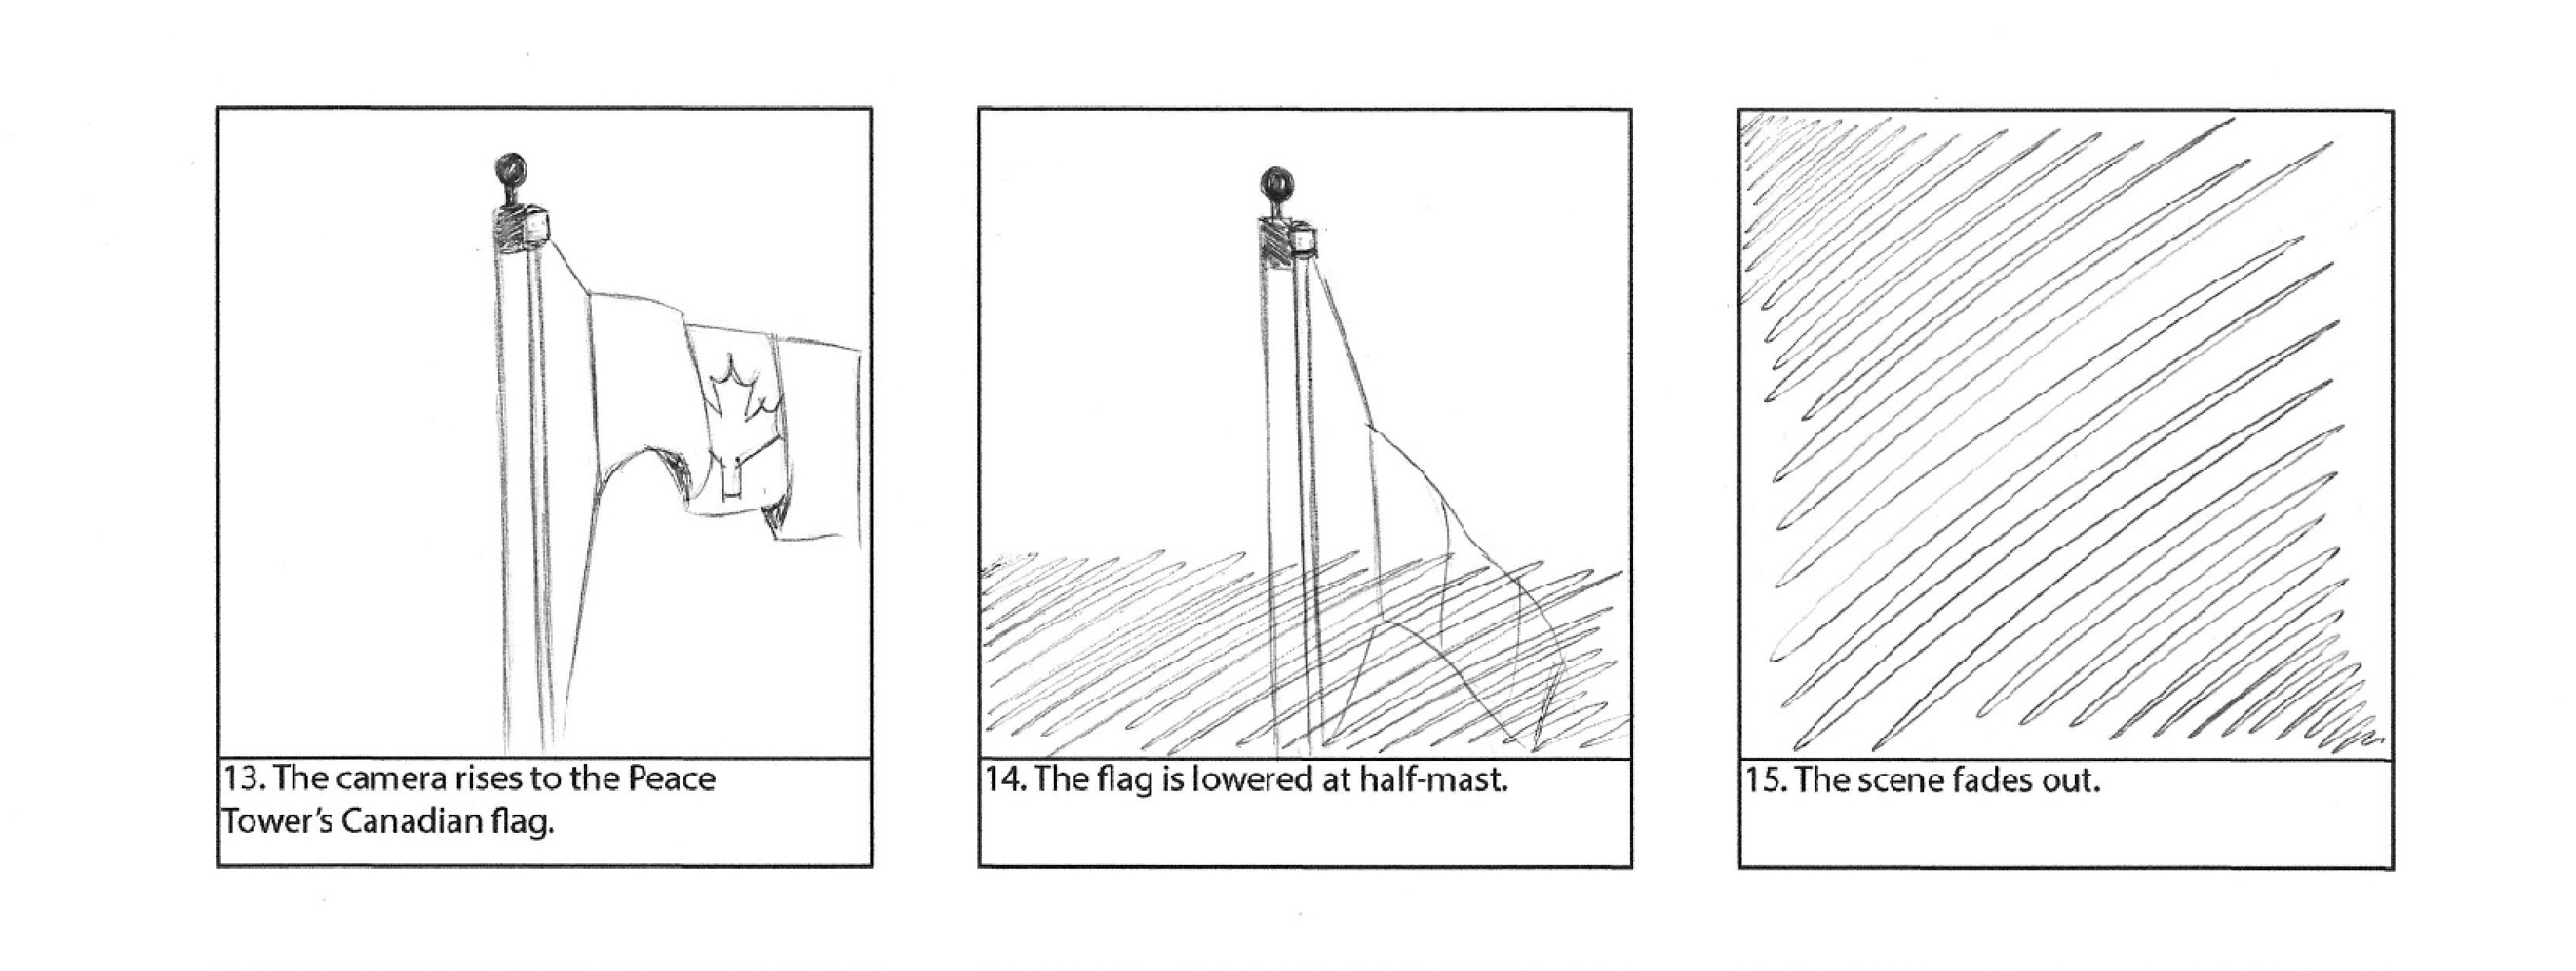 13. The camera rises to the Peace
Tower's Canadian flag.
14. The flag is lowered at half-mast.
15. The scene fades out.